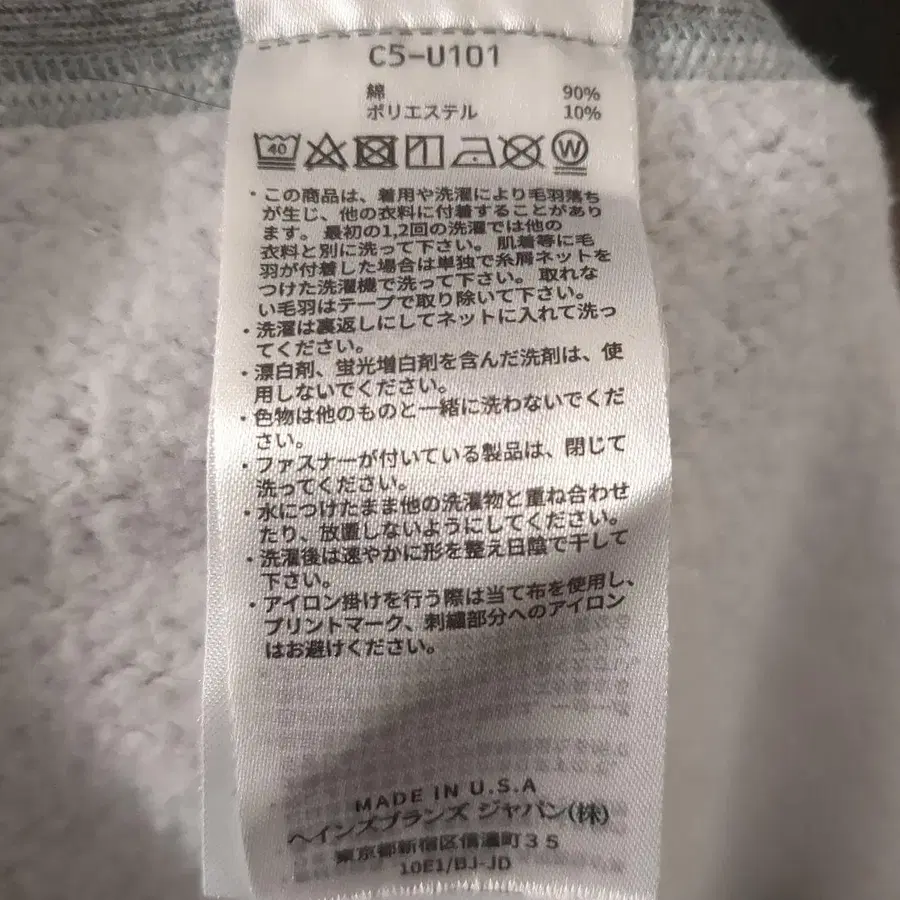 C5-U101
綿 90%
ポリエステル 10%
40 W
・この商品は、着用や洗濯により毛羽落ち
が生じ、他の衣料に付着することがあり
ます。最初の1,2回の洗濯では他の
衣料と別に洗って下さい。肌着等に毛
羽が付着した場合は単独で糸屑ネットを
つけた洗濯機で洗って下さい。取れな
い毛羽はテープで取り除いて下さい。
・洗濯は裏返しにしてネットに入れて洗っ
てください。
・漂白剤、蛍光増白剤を含んだ洗剤は、使
用しないでください。
・色物は他のものと一緒に洗わないでくだ
さい。
・ファスナーが付いている製品は、閉じて
洗ってください。
・水につけたまま他の洗濯物と重ね合わせ
たり、放置しないようにしてください。
・洗濯後は速やかに形を整え日陰で干して
下さい。
・アイロン掛けを行う際は当て布を使用し、
プリントマーク、刺繍部分へのアイロン
はお避けください。
MADE IN U.S.A
ヘインズブランズ ジャパン(株)
東京都新宿区信濃町35
10E1/BJ-JD